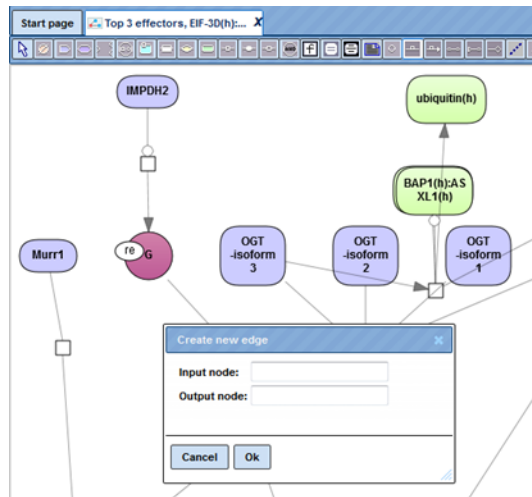 Start page
Top 3 effectors, EIF-3D(h):... X
IMPDH2
ubiquitin(h)
BAP1(h):AS
XL1(h)
re
G
Murr1
OGT
-isoform
3
OGT
-isoform
2
OGT
-isoform
1
Create new edge
x
Input node:
Output node:
Cancel
Ok